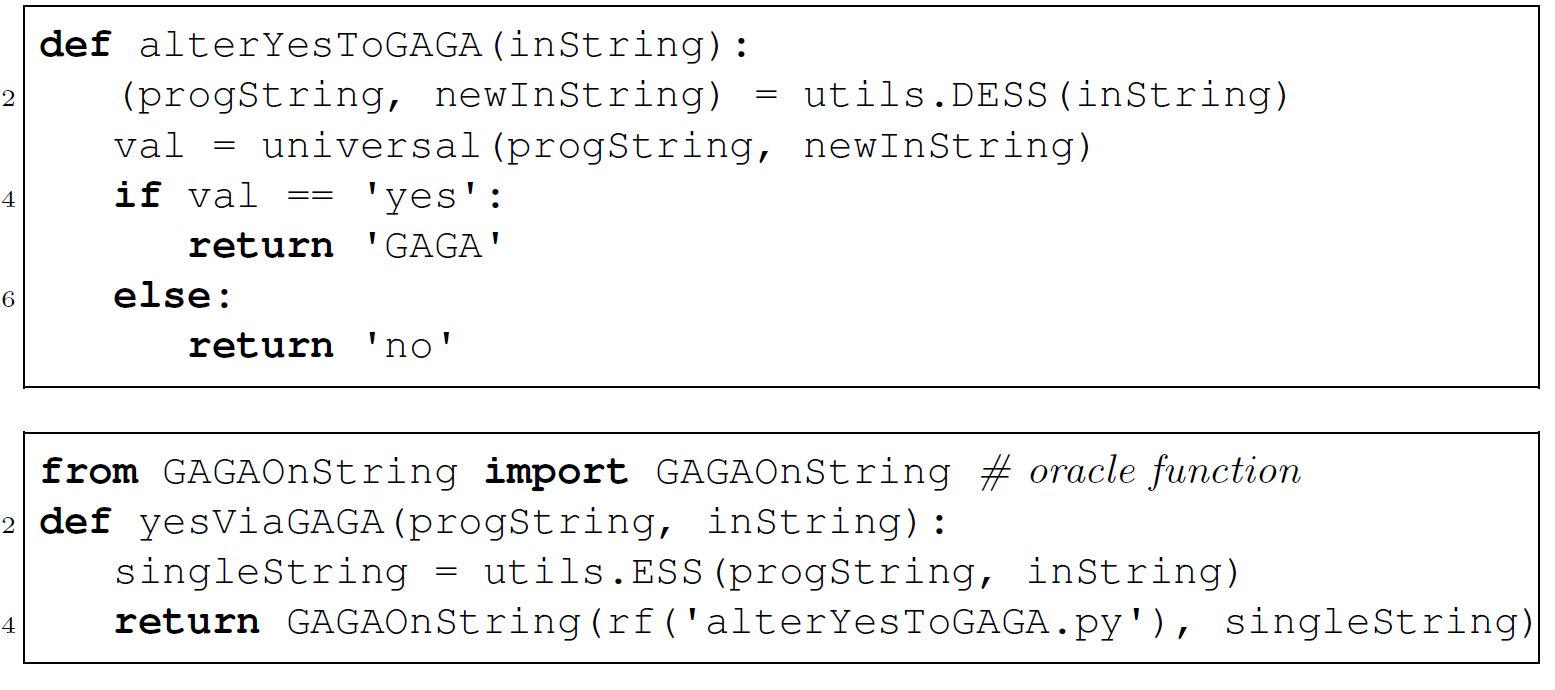 def alterYesToGAGA(inString):
2 (progString, newInString) = utils.DESS(inString)
val = universal(progString, newInString)
4 if val == 'yes':
return 'GAGA'
6 else:
return 'no'
from GAGAOnString import GAGAOnString # oracle function
2 def yesViaGAGA(progString, inString):
singleString = utils.ESS(progString, inString)
4 return GAGAOnString(rf('alterYesToGAGA.py'), singleString)